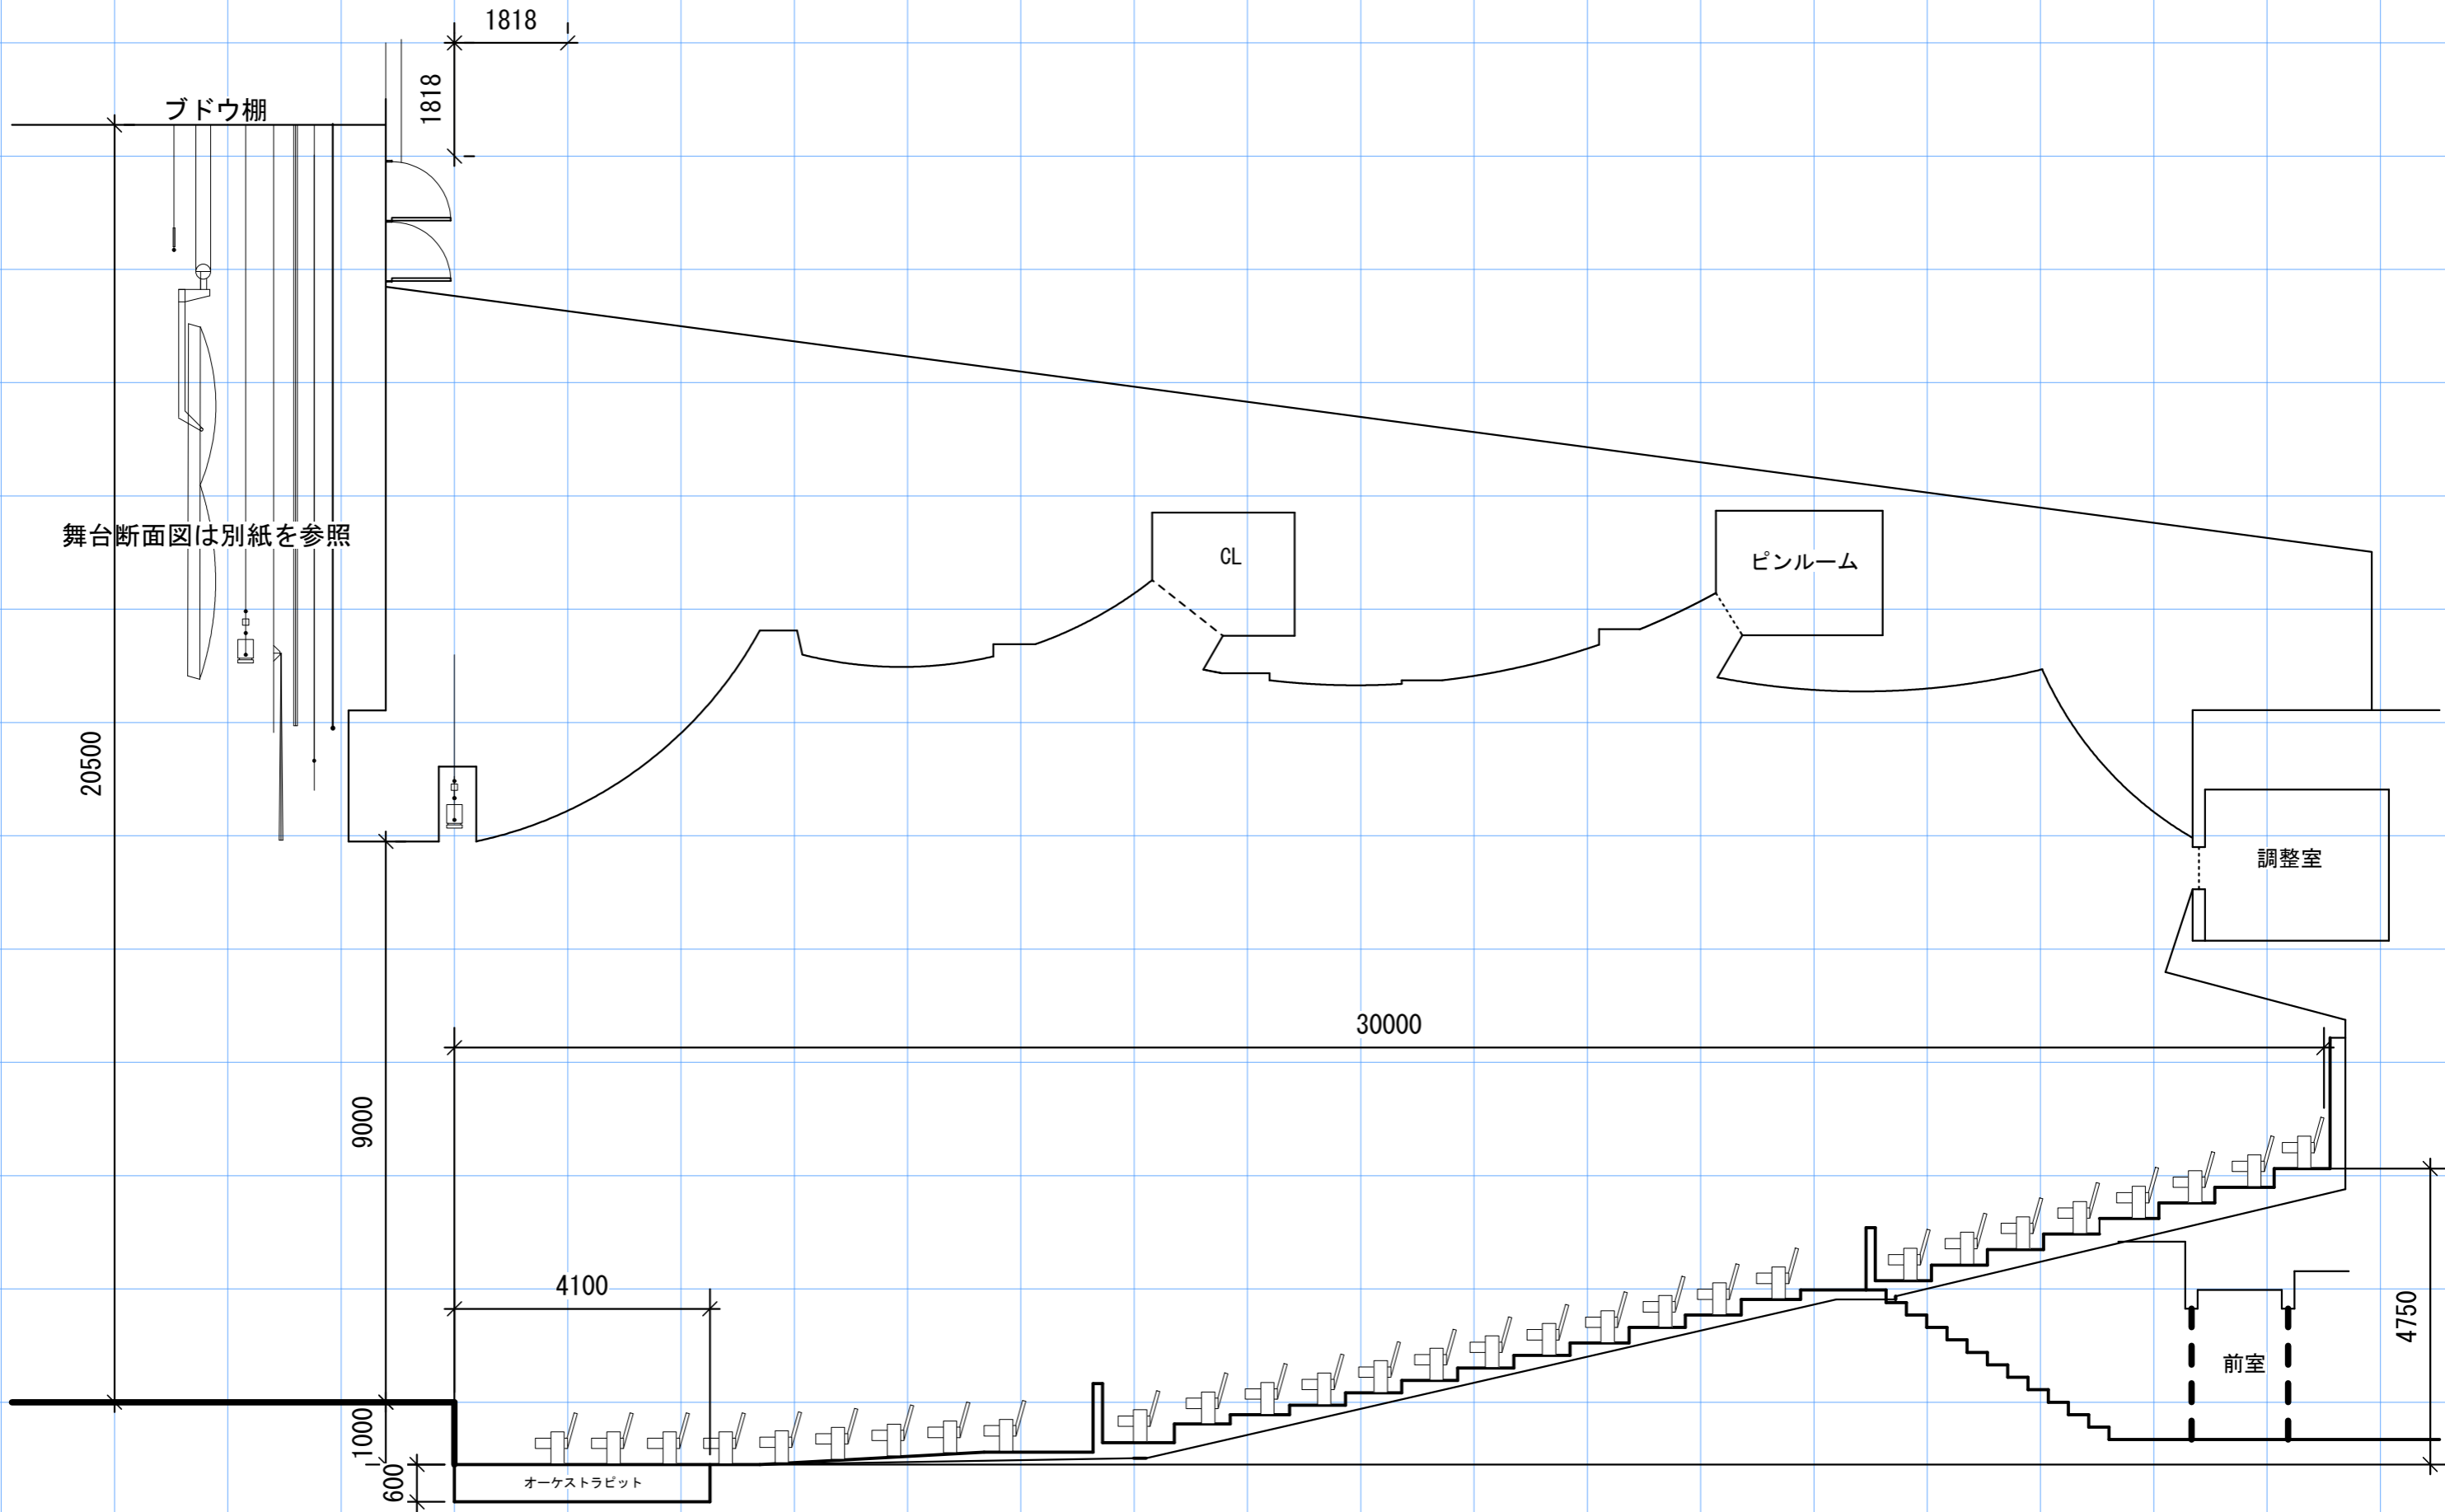 1818
1818
ブドウ棚
舞台断面図は別紙を参照
CL
ピンルーム
20500
調整室
30000
9000
4100
4750
前室
1000
600
オーケストラピット